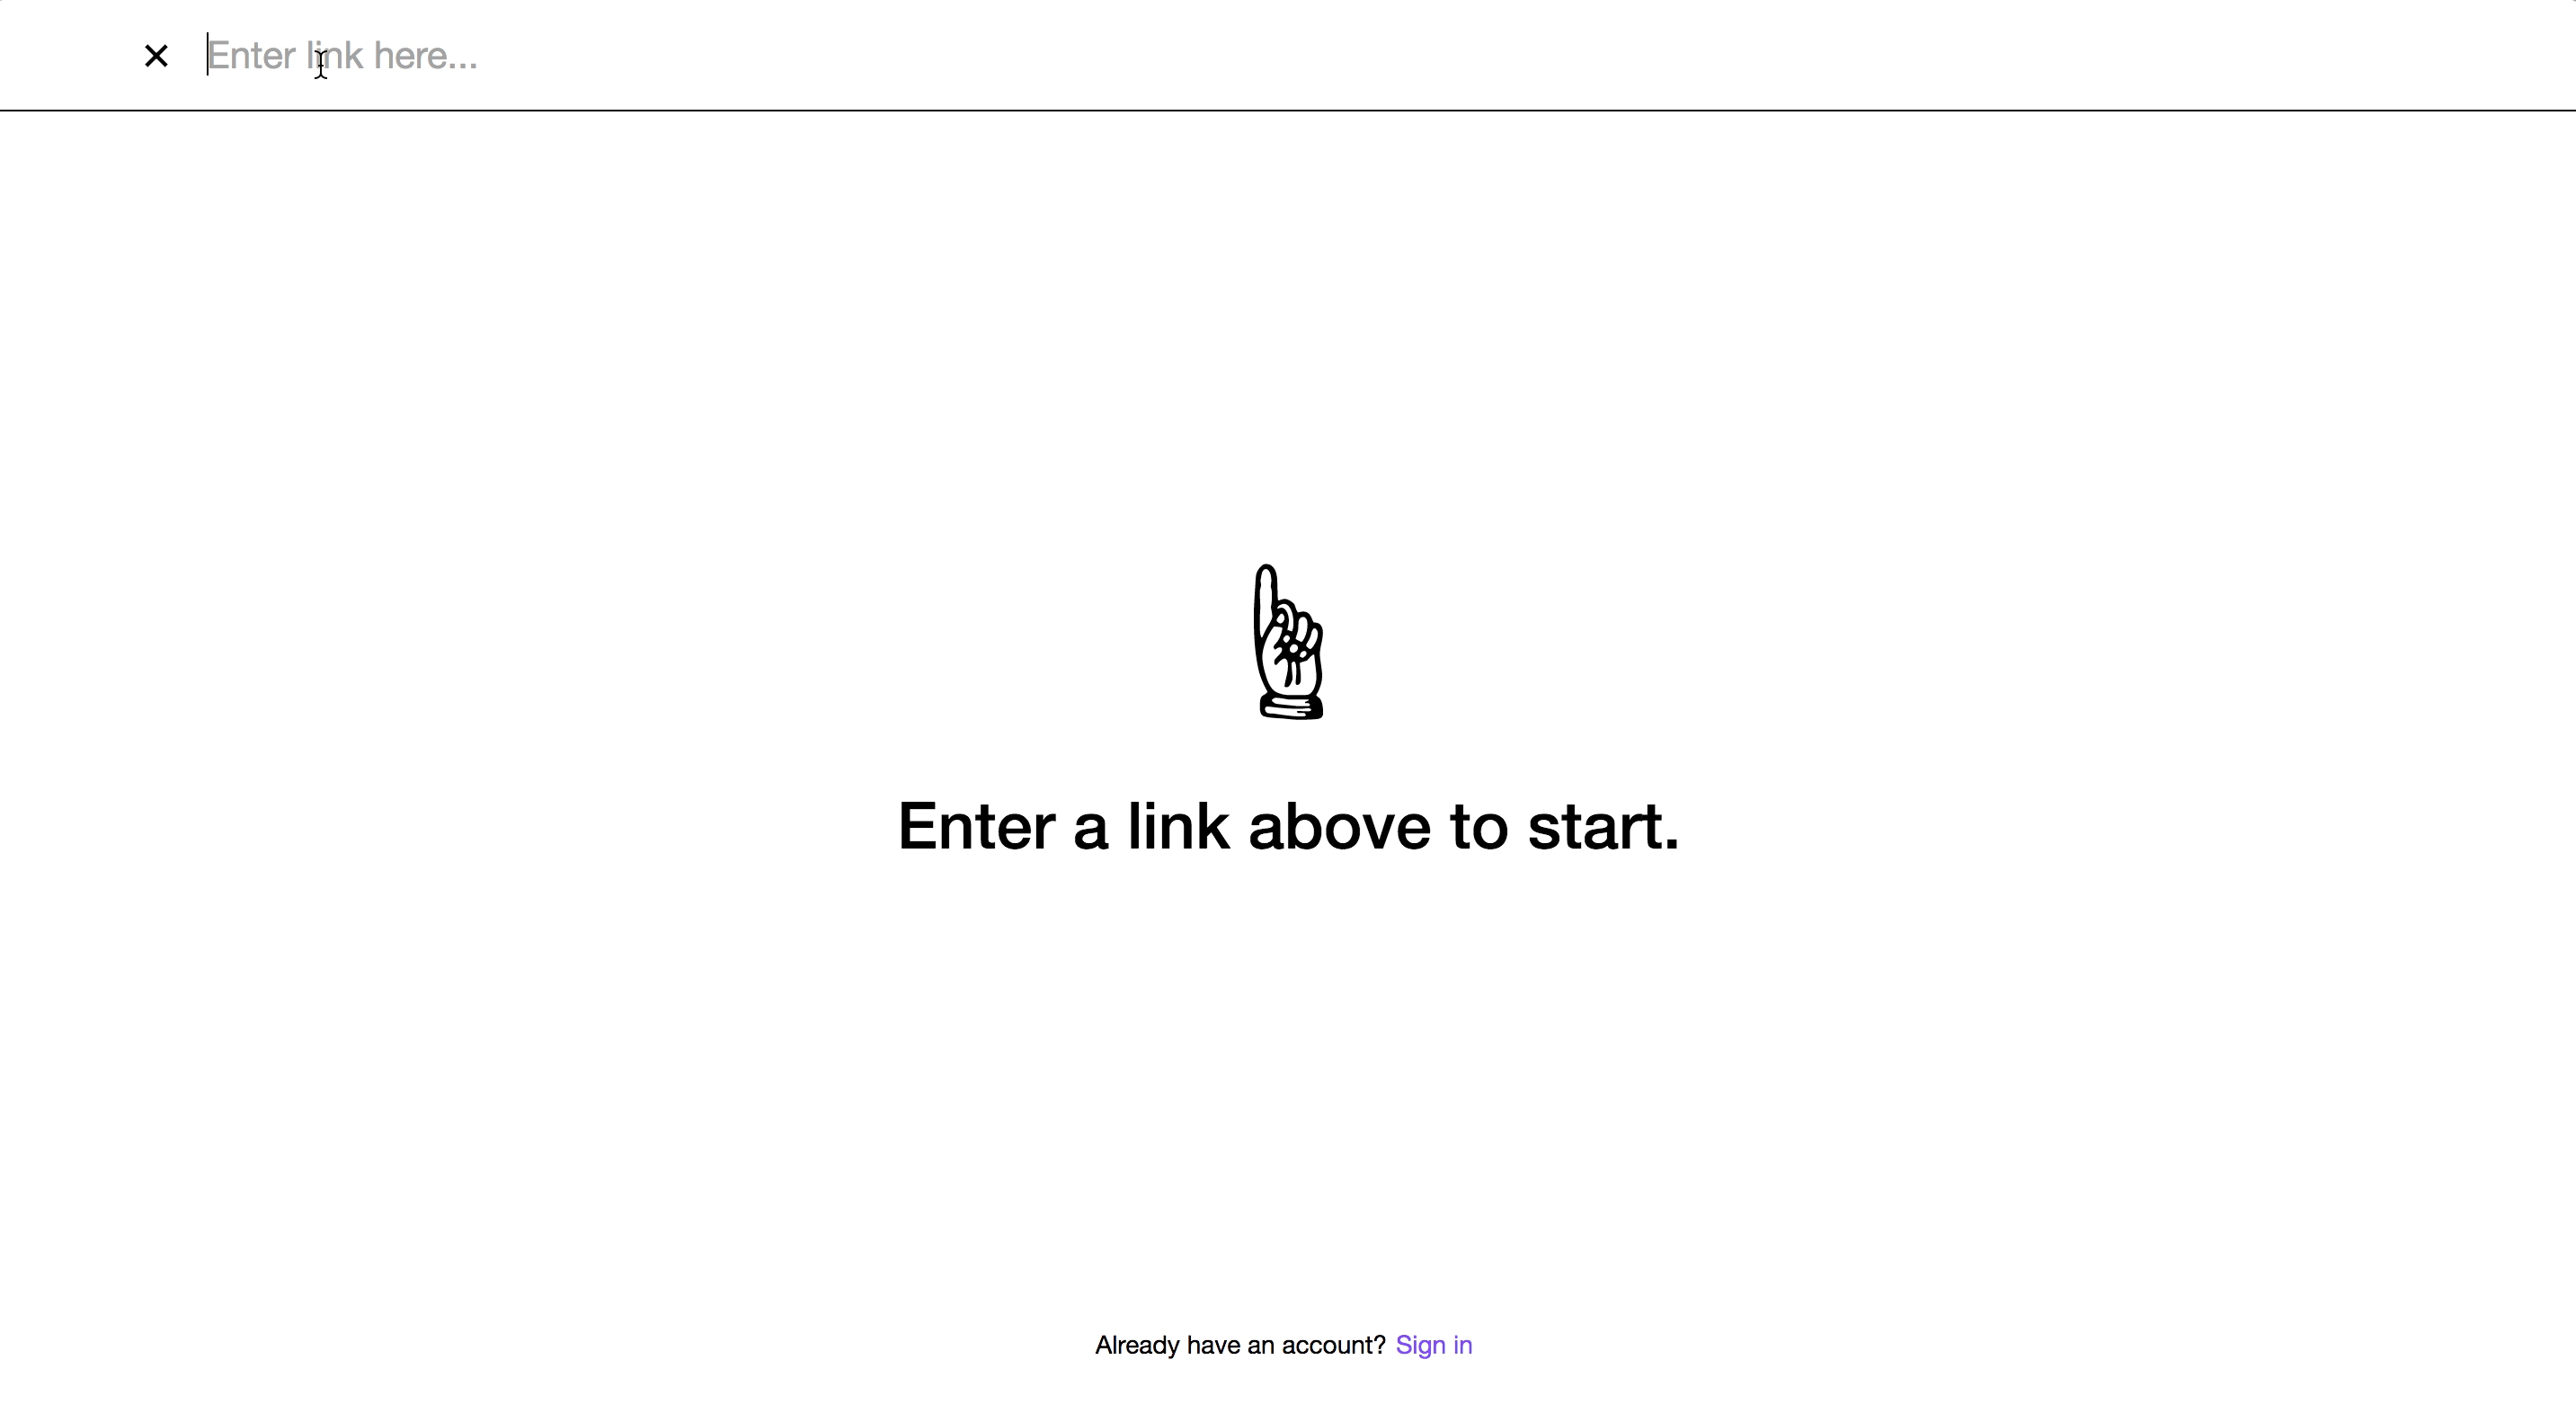 Enter link here...
Enter a link above to start.
Already have an account? Sign in